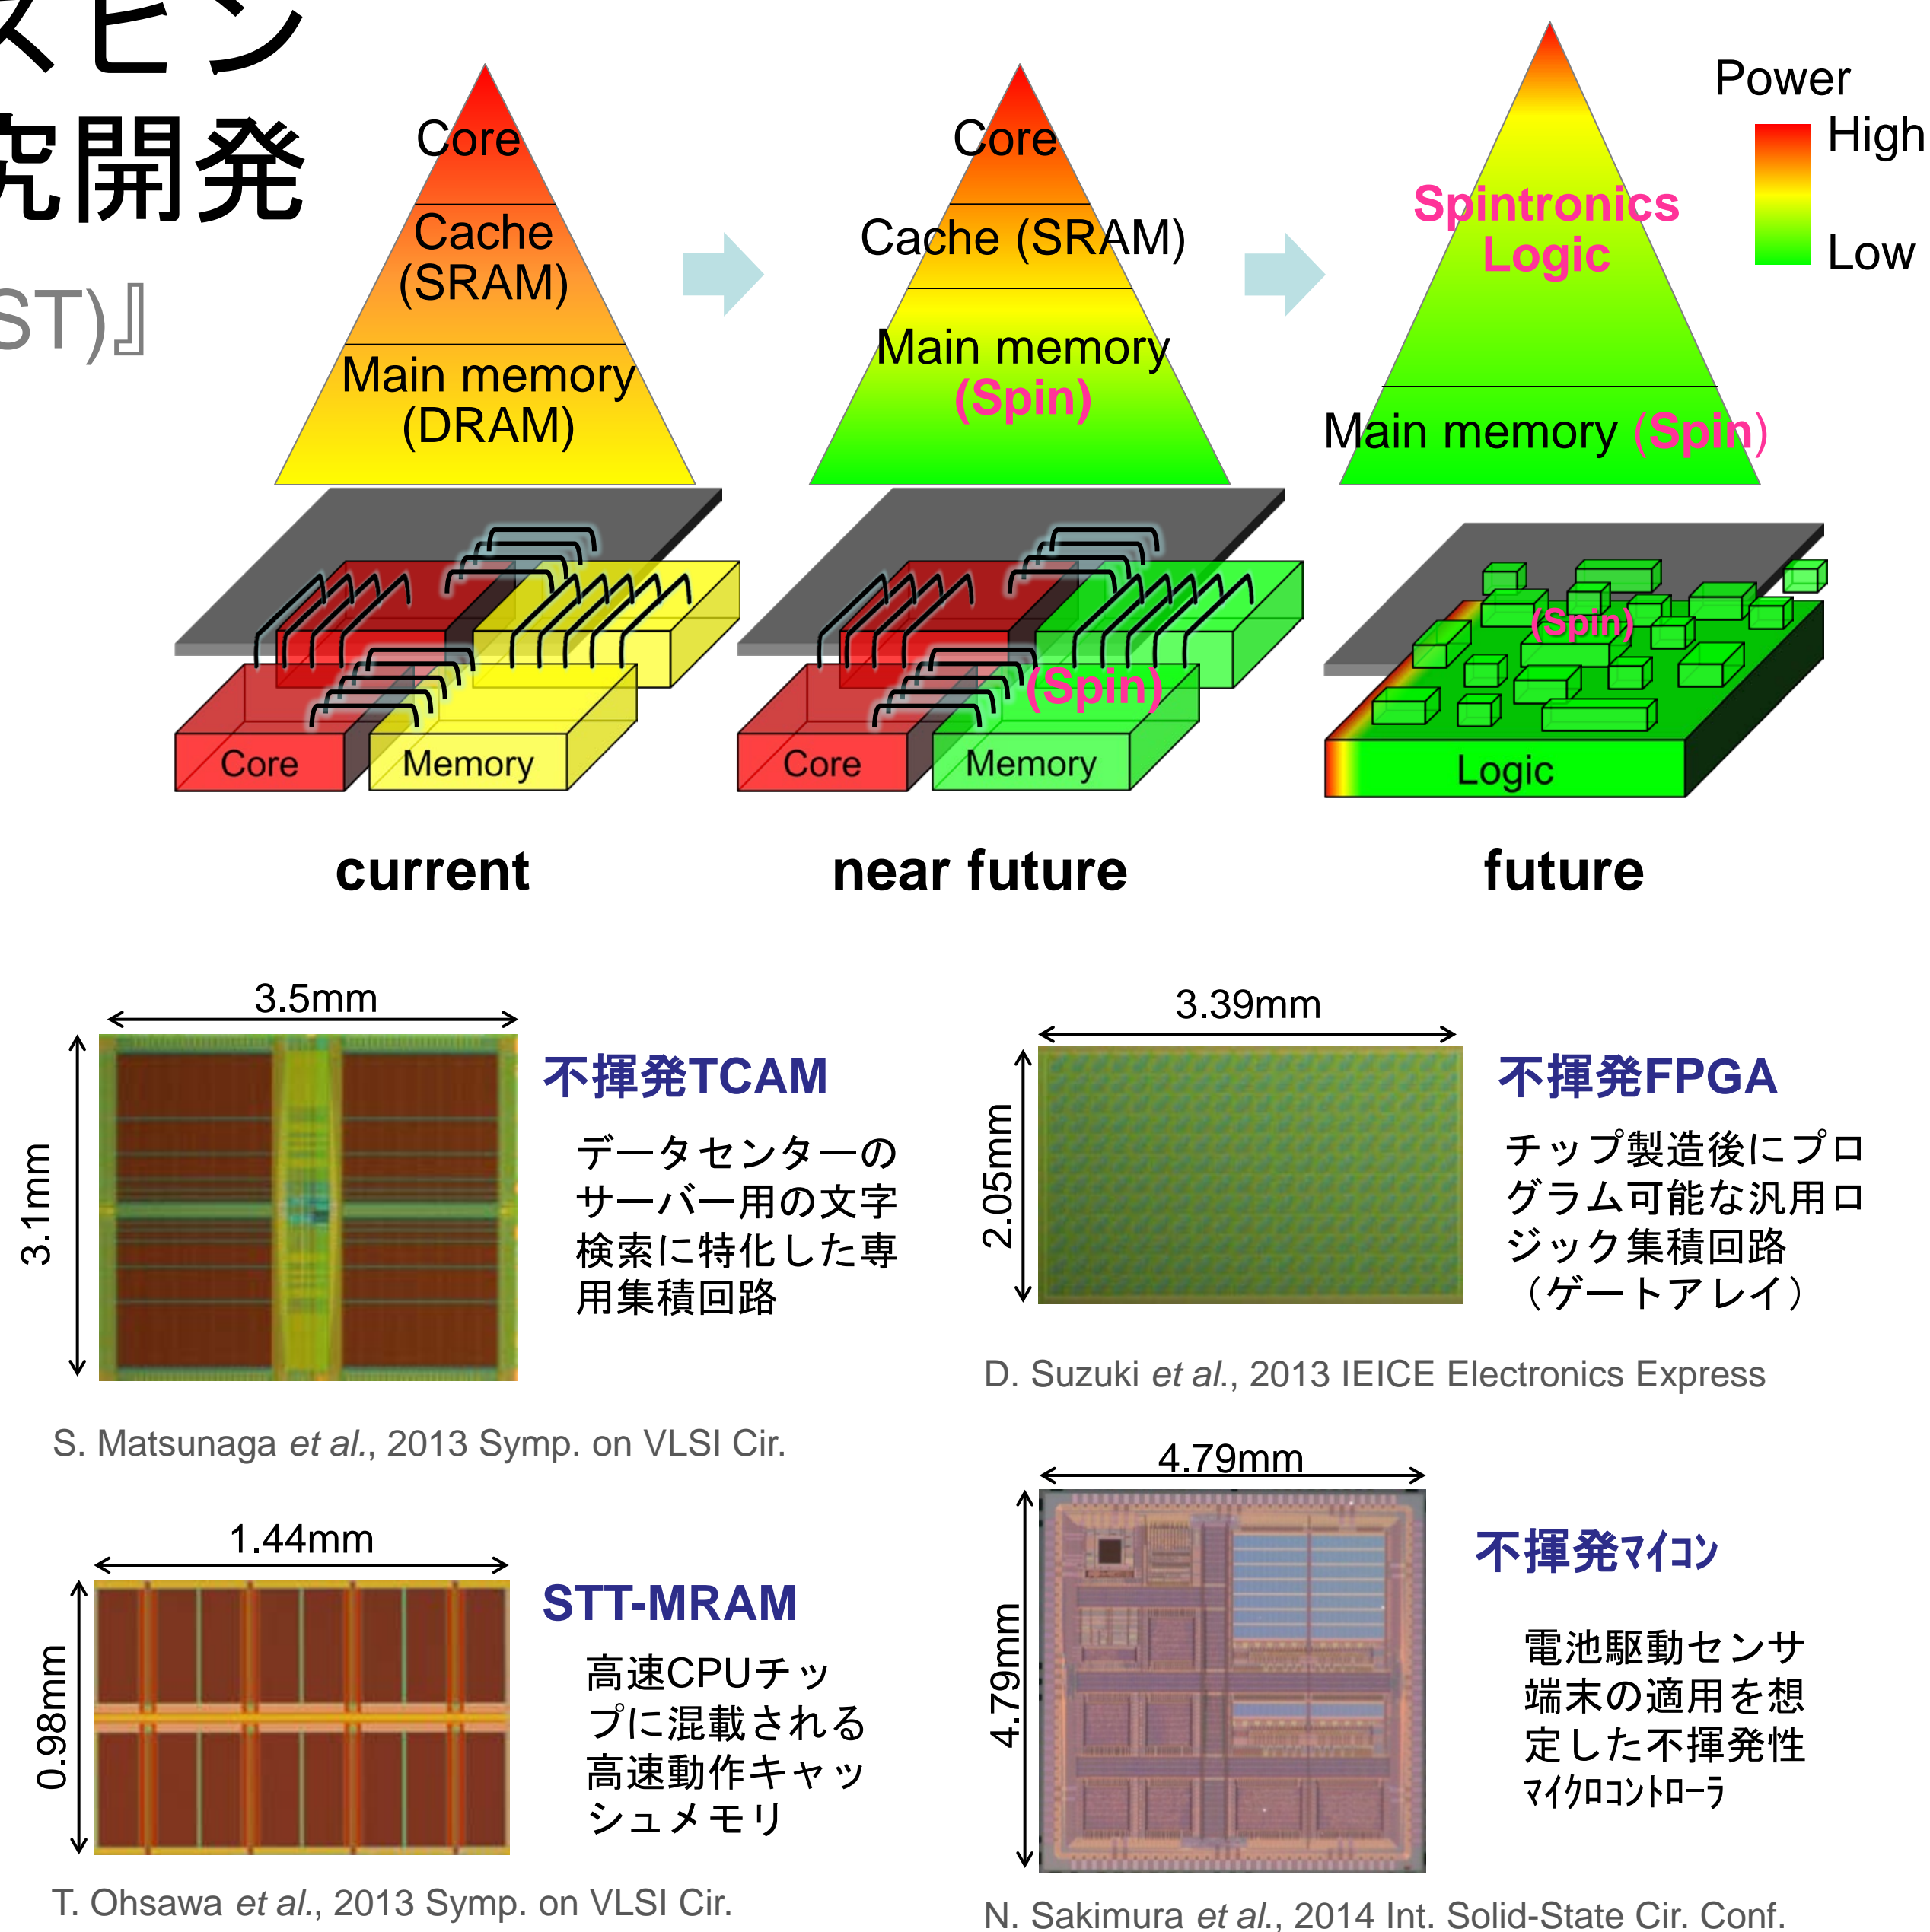 スピン
究開発
ST)』
Core
Cache
(SRAM)
Main memory
(DRAM)
Core
Cache (SRAM)
Main memory
(Spin)
Spintronics
Logic
Main memory (Spin)
Power
High
Low
Core
Memory
Core
Memory
(Spin)
(Spin)
Logic
current
near future
future
3.5mm
3.1mm
不揮発TCAM
データセンターの
サーバー用の文字
検索に特化した専
用集積回路
S. Matsunaga et al., 2013 Symp. on VLSI Cir.
3.39mm
2.05mm
不揮発FPGA
チップ製造後にプロ
グラム可能な汎用ロ
ジック集積回路
（ゲートアレイ）
D. Suzuki et al., 2013 IEICE Electronics Express
1.44mm
0.98mm
STT-MRAM
高速CPUチッ
プに混載される
高速動作キャッ
シュメモリ
T. Ohsawa et al., 2013 Symp. on VLSI Cir.
4.79mm
4.79mm
不揮発ﾏｲｺﾝ
電池駆動センサ
端末の適用を想
定した不揮発性
ﾏｲｸﾛｺﾝﾄﾛｰﾗ
N. Sakimura et al., 2014 Int. Solid-State Cir. Conf.